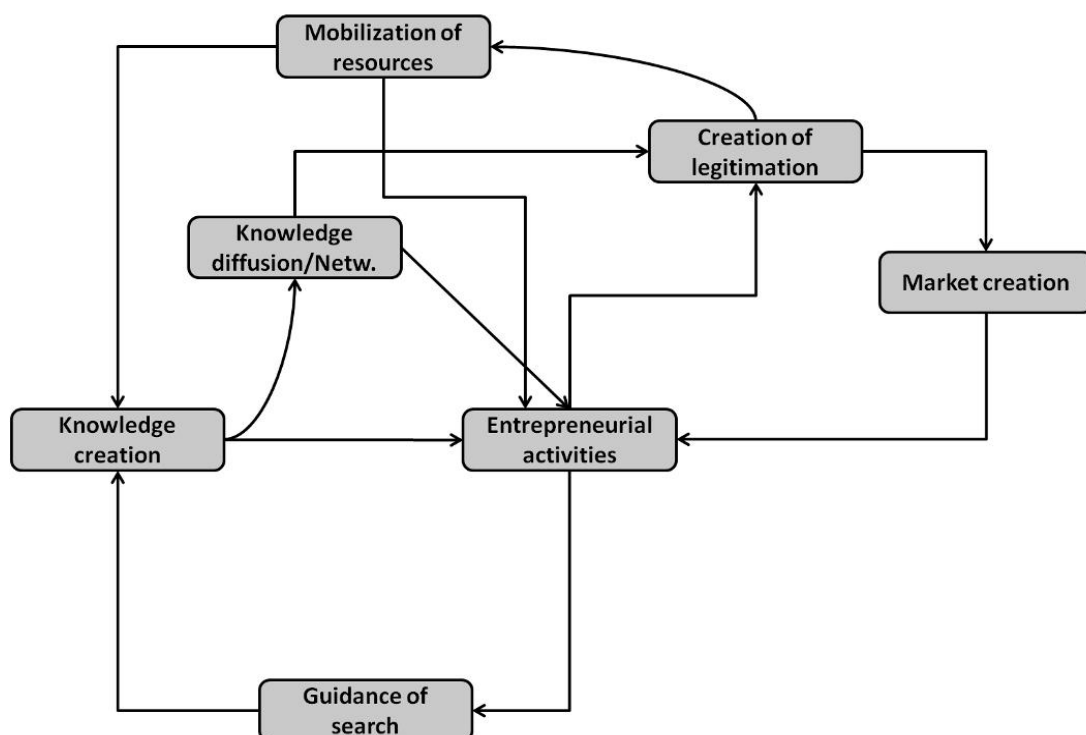 Mobilization of
resources
Creation of
legitimation
Knowledge
diffusion/Netw.
Market creation
Knowledge
creation
Entrepreneurial
activities
Guidance of
search